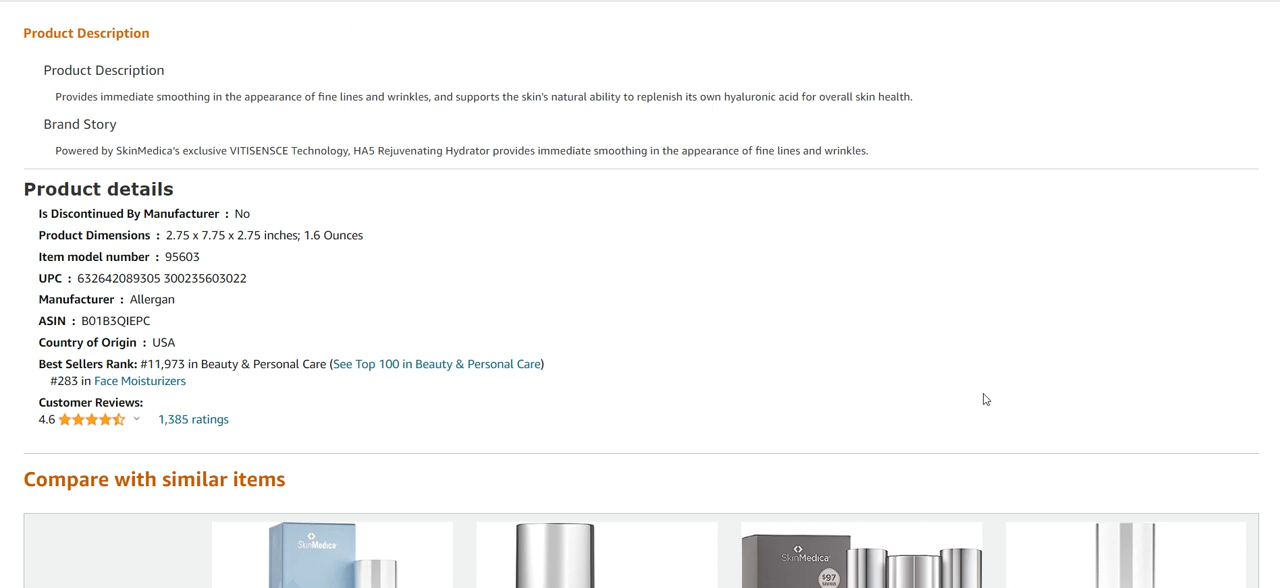 Product Description
Product Description
Provides immediate smoothing in the appearance of fine lines and wrinkles, and supports the skin's natural ability to replenish its own hyaluronic acid for overall skin health.
Brand Story
Powered by SkinMedica's exclusive VITISENSCE Technology, HA5 Rejuvenating Hydrator provides immediate smoothing in the appearance of fine lines and wrinkles.
Product details
Is Discontinued By Manufacturer : No
Product Dimensions : 2.75 x 7.75 x 2.75 inches; 1.6 Ounces
Item model number : 95603
UPC : 632642089305 300235603022
Manufacturer : Allergan
ASIN : B01B3QIEPC
Country of Origin : USA
Best Sellers Rank: #11,973 in Beauty & Personal Care (See Top 100 in Beauty & Personal Care)
#283 in Face Moisturizers
Customer Reviews:
4.6 1,385 ratings
Compare with similar items
SkinMedica SkinMedica
$97